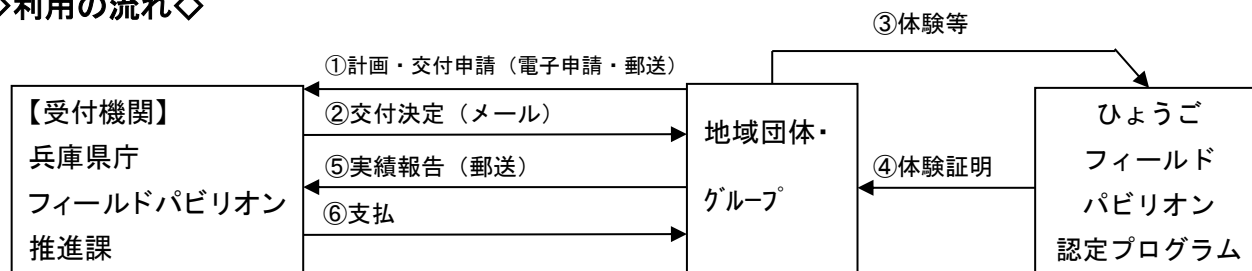 ◇利用の流れ◇
③体験等
①計画・交付申請（電子申請・郵送）
【受付機関】
兵庫県庁
フィールドパビリオン
推進課
②交付決定（メール）
⑤実績報告（郵送）
⑥支払
地域団体・
ｸﾞﾙｰﾌﾟ
④体験証明
ひょうご
フィールド
パビリオン
認定プログラム